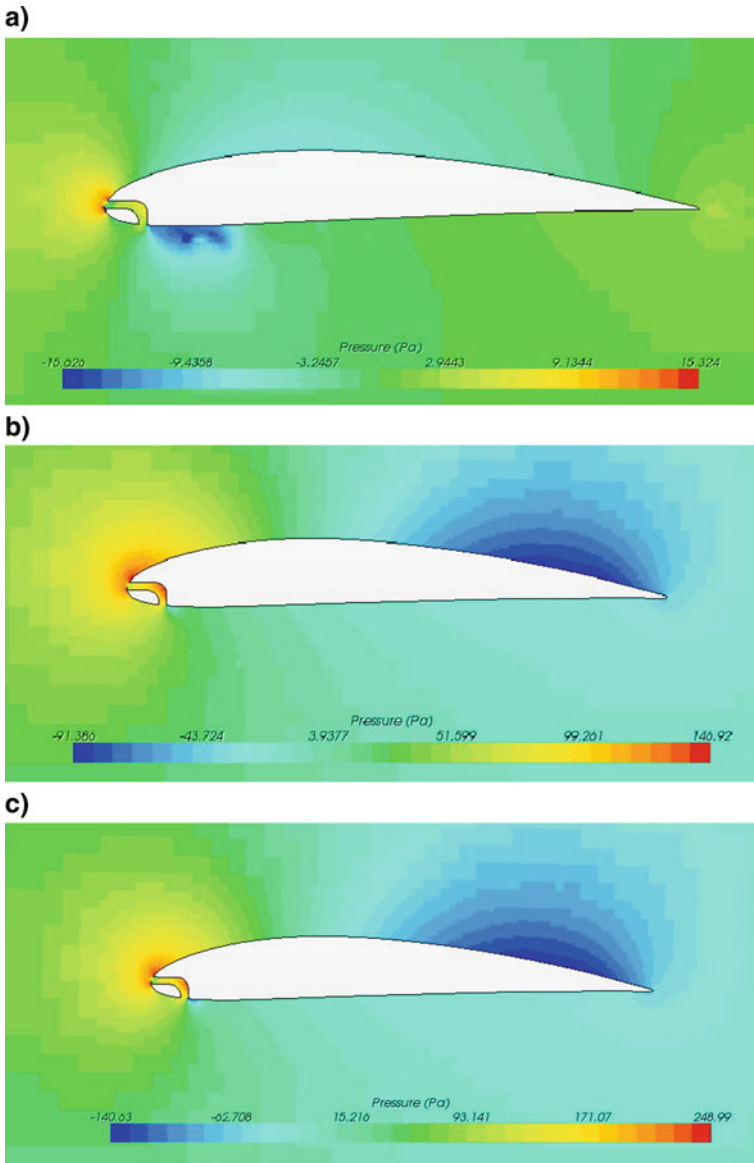 a)
Pressure (Pa)
-15.626 -9.4358 -3.2457 2.9443 9.1344 15.324
b)
Pressure (Pa)
-91.386 -43.724 3.9377 51.599 99.261 146.92
c)
Pressure (Pa)
-140.63 -62.708 15.216 93.141 171.07 248.99